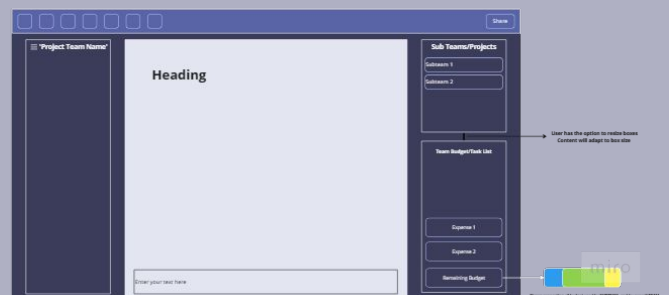 Share
'Project Team Name'
Heading
Enter your text here
Sub Teams/Projects
Subteam 1
Subteam 2
Team Budget/Task List
Expense 1
Expense 2
Remaining Budget
User has the option to resize boxes
Content will adapt to box size
miro